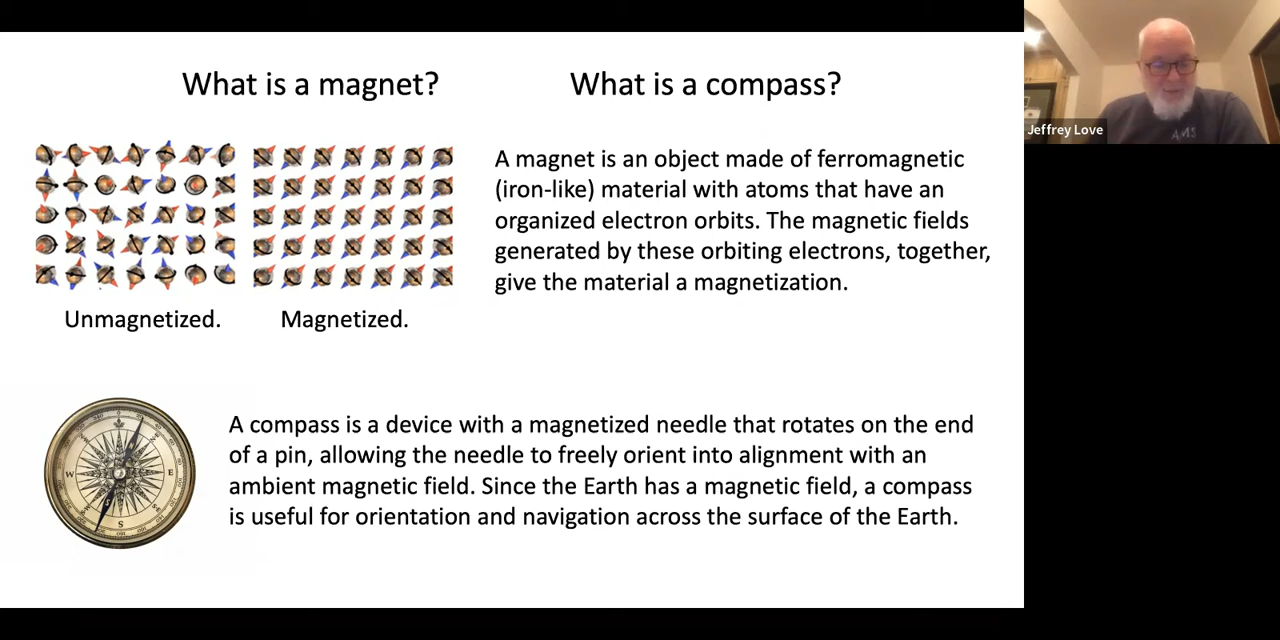 What is a magnet?
What is a compass?
A magnet is an object made of ferromagnetic
(iron-like) material with atoms that have an
organized electron orbits. The magnetic fields
generated by these orbiting electrons, together,
give the material a magnetization.
Unmagnetized.
Magnetized.
A compass is a device with a magnetized needle that rotates on the end
of a pin, allowing the needle to freely orient into alignment with an
ambient magnetic field. Since the Earth has a magnetic field, a compass
is useful for orientation and navigation across the surface of the Earth.
W
E
S
Jeffrey Love
AMS